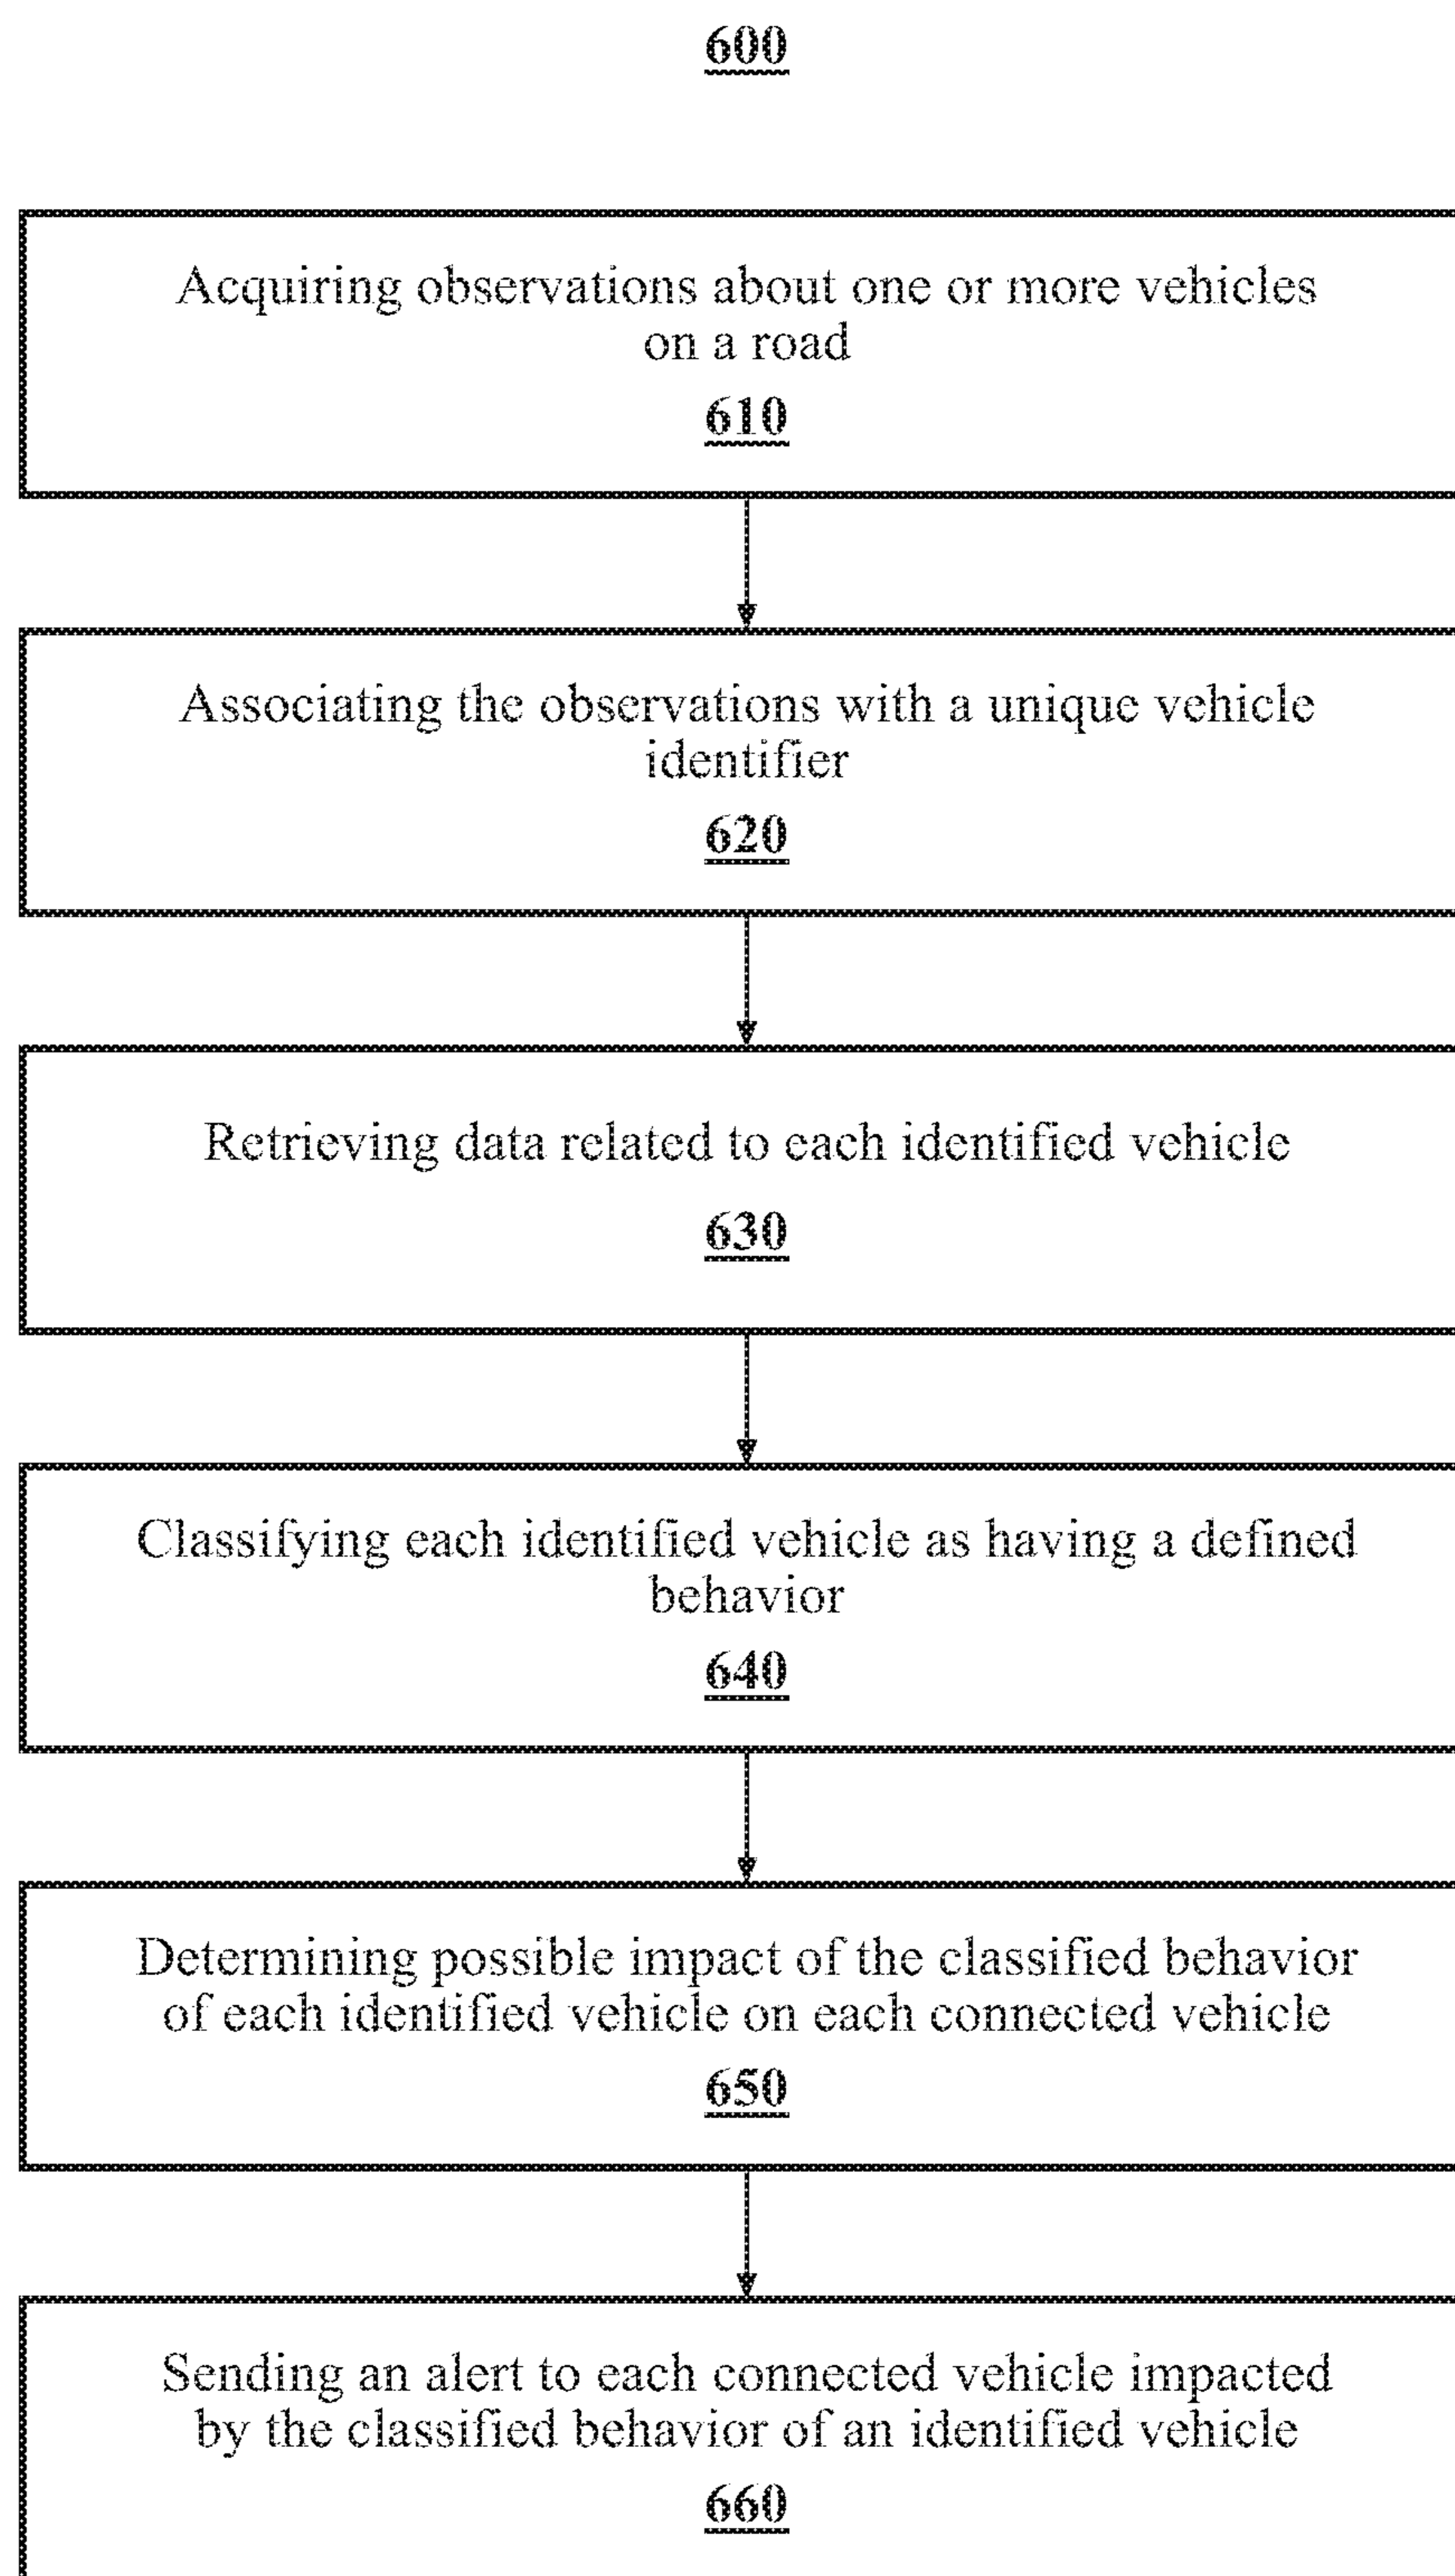 600
Acquiring observations about one or more vehicles
on a road
610
Associating the observations with a unique vehicle
identifier
620
Retrieving data related to each identified vehicle
630
Classifying each identified vehicle as having a defined
behavior
640
Determining possible impact of the classified behavior
of each identified vehicle on each connected vehicle
650
Sending an alert to each connected vehicle impacted
by the classified behavior of an identified vehicle
660